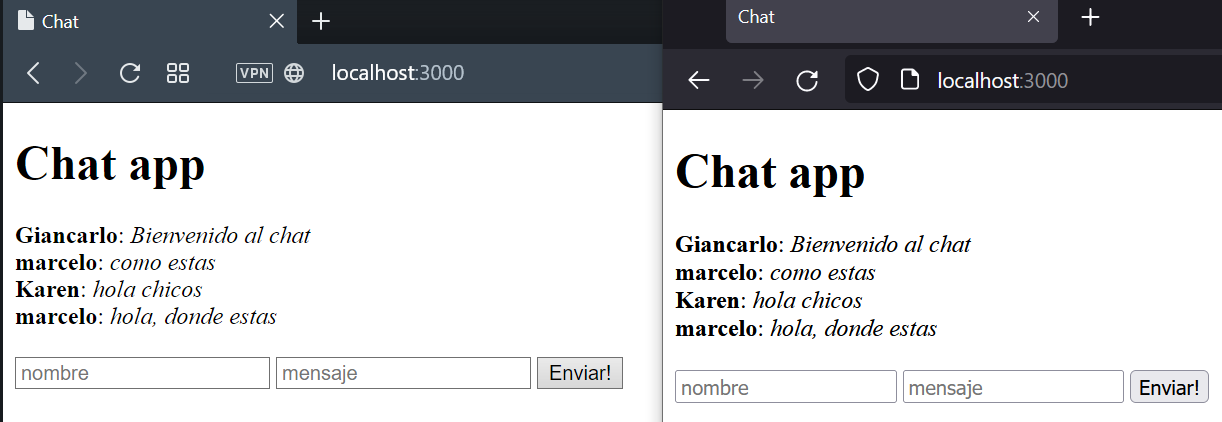 Chat
VPN localhost:3000
Chat app
Giancarlo: Bienvenido al chat
marcelo: como estas
Karen: hola chicos
marcelo: hola, donde estas
nombre mensaje Enviar!
Chat
localhost:3000
Chat app
Giancarlo: Bienvenido al chat
marcelo: como estas
Karen: hola chicos
marcelo: hola, donde estas
nombre mensaje Enviar!